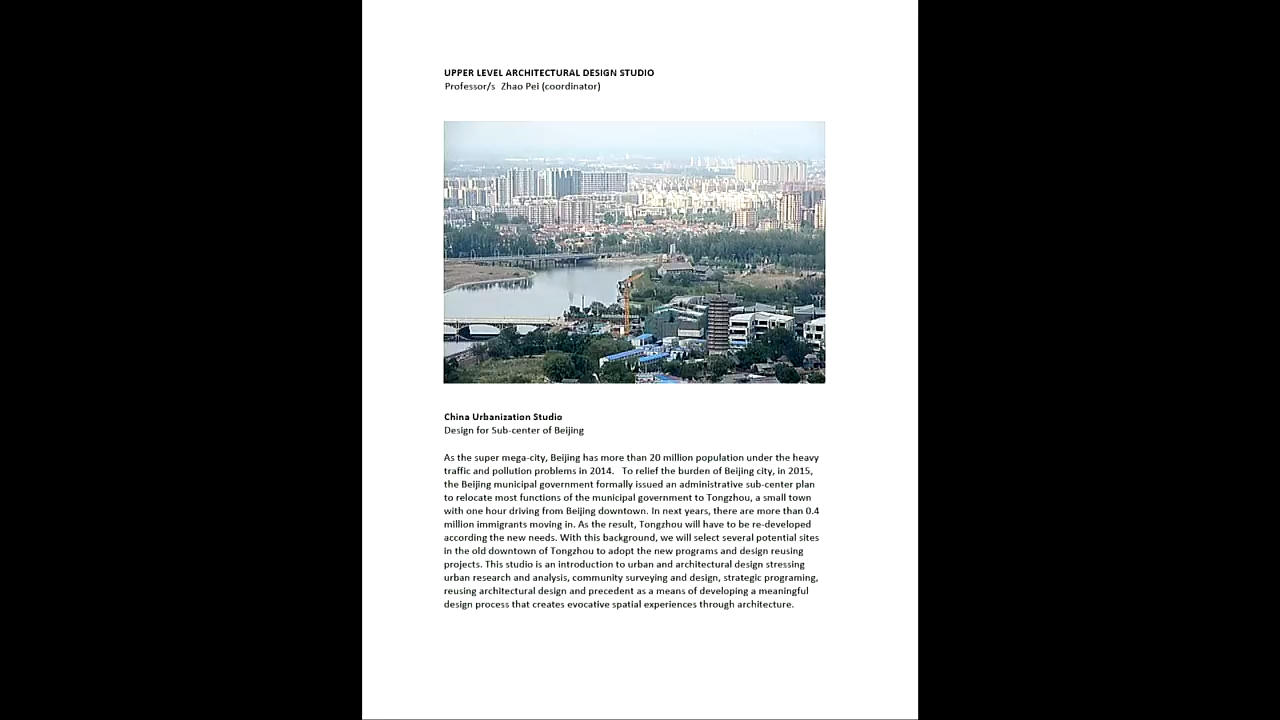 UPPER LEVEL ARCHITECTURAL DESIGN STUDIO
Professor/s  Zhao Pei (coordinator)
China Urbanization Studio
Design for Sub-center of Beijing
As the super mega-city, Beijing has more than 20 million population under the heavy
traffic and pollution problems in 2014.   To relief the burden of Beijing city, in 2015,
the Beijing municipal government formally issued an administrative sub-center plan
to relocate most functions of the municipal government to Tongzhou, a small town
with one hour driving from Beijing downtown. In next years, there are more than 0.4
million immigrants moving in. As the result, Tongzhou will have to be re-developed
according the new needs. With this background, we will select several potential sites
in the old downtown of Tongzhou to adopt the new programs and design reusing
projects. This studio is an introduction to urban and architectural design stressing
urban research and analysis, community surveying and design, strategic programing,
reusing architectural design and precedent as a means of developing a meaningful
design process that creates evocative spatial experiences through architecture.